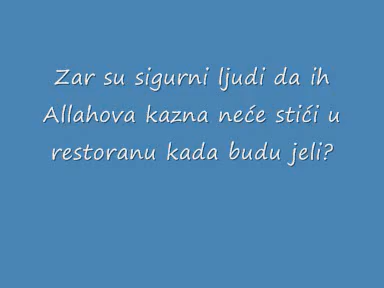 Zar su sigurni ljudi da ih
Allahova kazna neće stići u
restoranu kada budu jeli?